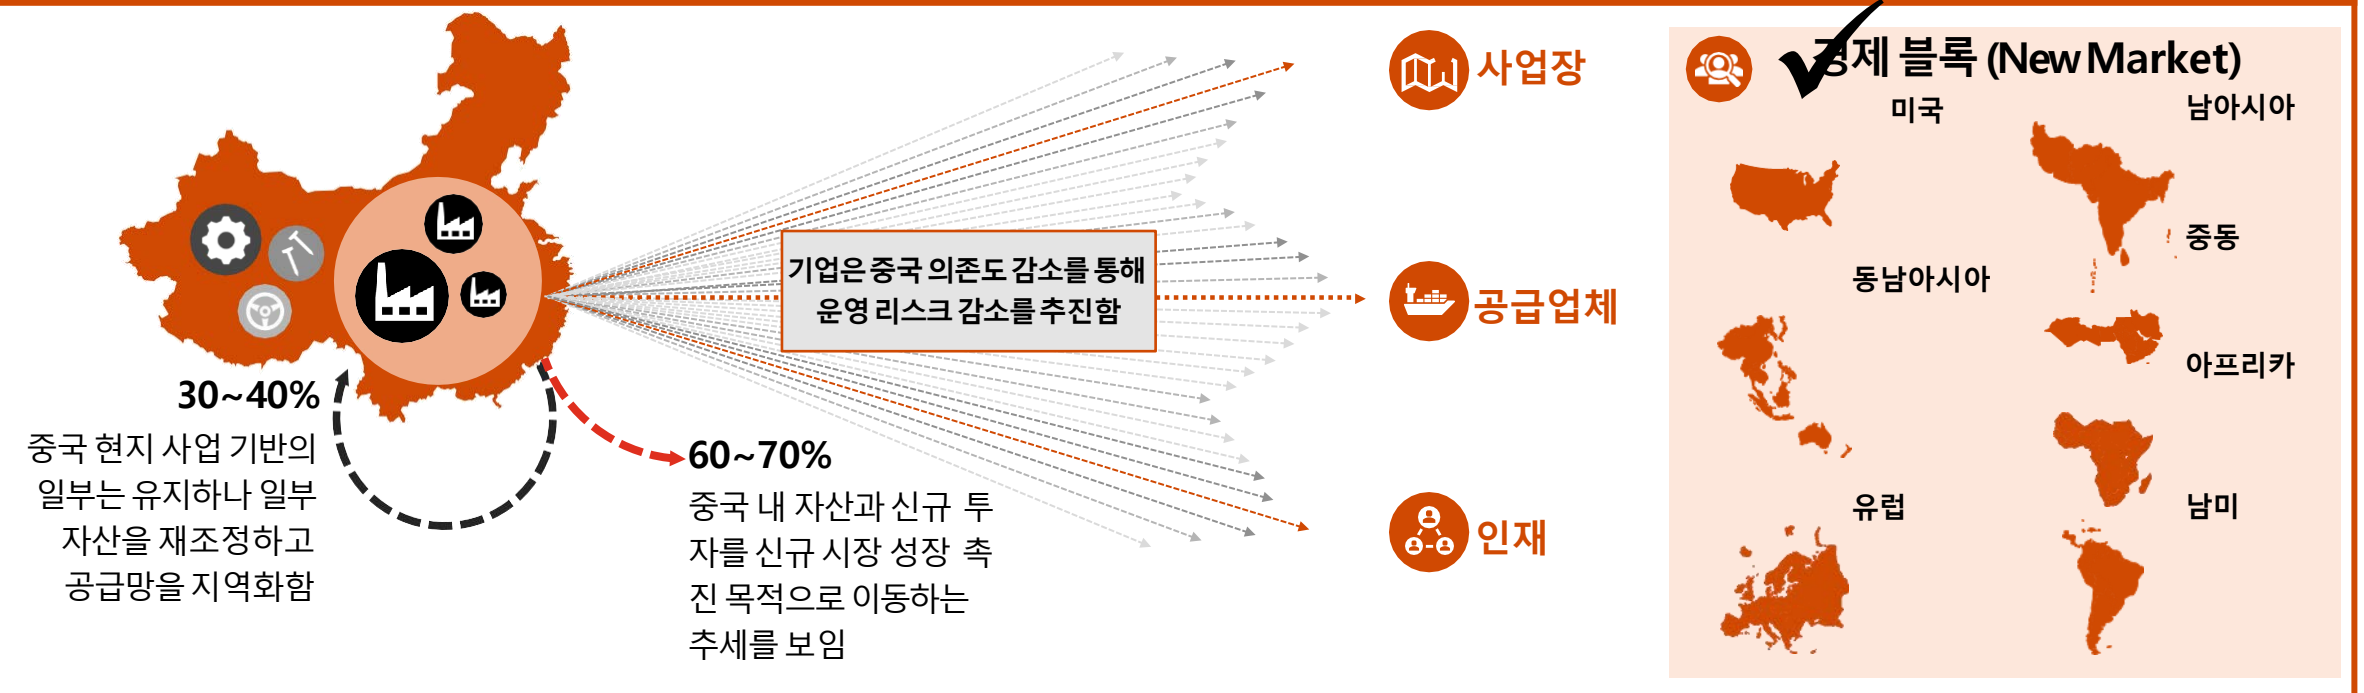 30~40%
중국 현지 사업 기반의
일부는 유지하나 일부
자산을 재조정하고
공급망을 지역화함
60~70%
중국 내 자산과 신규 투
자를 신규 시장 성장 촉
진 목적으로 이동하는
추세를 보임
기업은 중국 의존도 감소를 통해
운영 리스크 감소를 추진함
사업장
공급업체
인재
경제 블록 (New Market)
미국
남아시아
중동
동남아시아
아프리카
유럽
남미